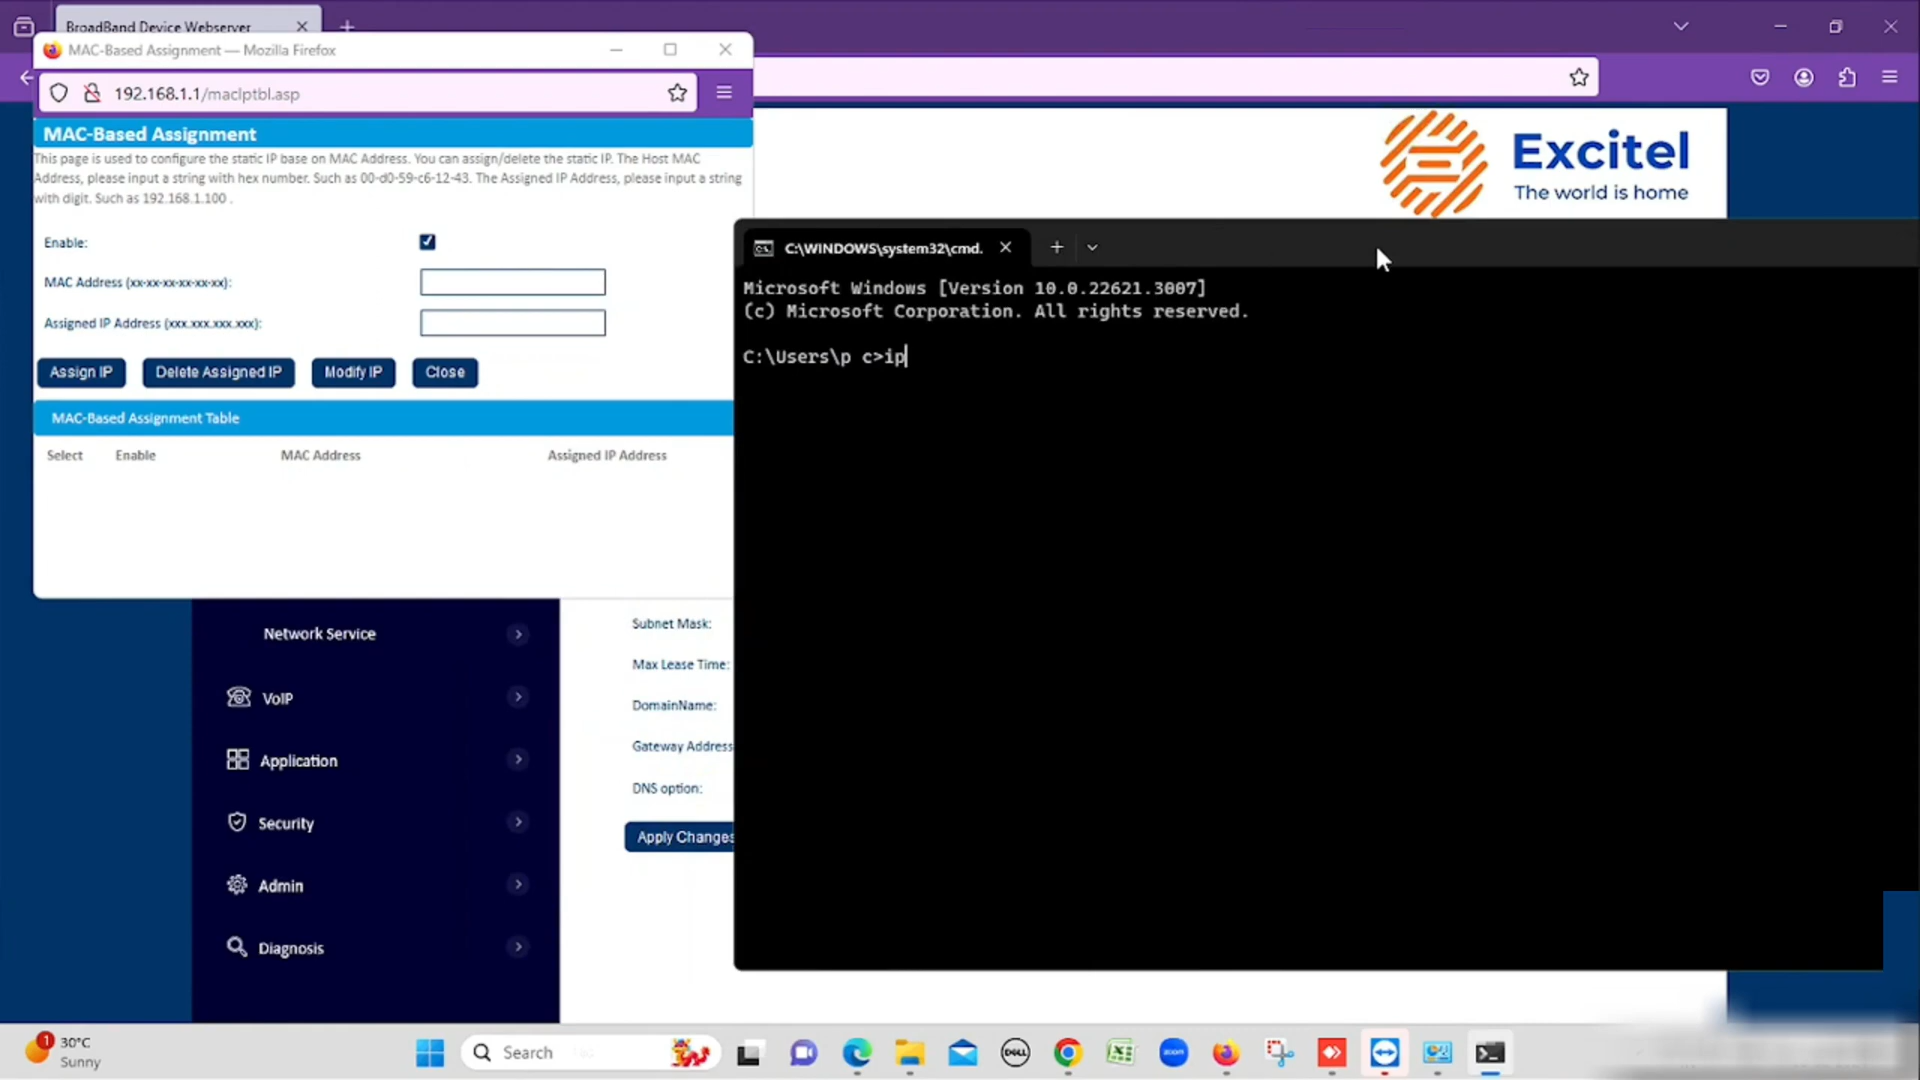 BroadBand Device Webserver
MAC-Based Assignment — Mozilla Firefox
192.168.1.1/macIptbl.asp
MAC-Based Assignment
This page is used to configure the static IP base on MAC Address. You can assign/delete the static IP. The Host MAC
Address, please input a string with hex number. Such as 00-d0-59-c6-12-43. The Assigned IP Address, please input a string
with digit. Such as 192.168.1.100 .
Enable:
MAC Address (xx-xx-xx-xx-xx-xx):
Assigned IP Address (xxx.xxx.xxx.xxx):
Assign IP
Delete Assigned IP
Modify IP
Close
MAC-Based Assignment Table
Select
Enable
MAC Address
Assigned IP Address
Excitel
The world is home
C:\WINDOWS\system32\cmd.
Microsoft Windows [Version 10.0.22621.3007]
(c) Microsoft Corporation. All rights reserved.
C:\Users\p c>ip
Network Service
VoIP
Application
Security
Admin
Diagnosis
Subnet Mask:
Max Lease Time:
DomainName:
Gateway Address
DNS option:
Apply Changes
1
30°C
Sunny
Search
DELL
zoom